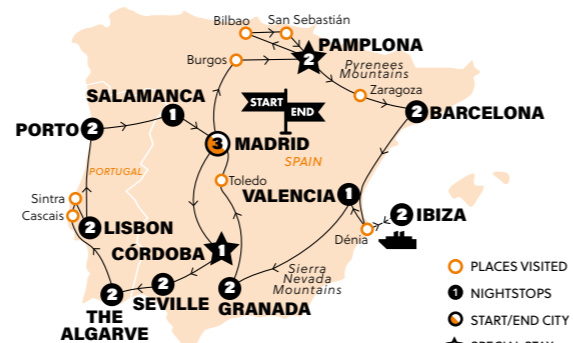 Bilbao
San Sebastián
PAMPLONA
2
Burgos
Pyrenees
Mountains
Zaragoza
SALAMANCA
1
START
END
2
BARCELONA
PORTO
2
3
MADRID
SPAIN
PORTUGAL
Toledo
VALENCIA
1
Sintra
Cascais
2
IBIZA
2
LISBON
Dénia
CÓRDOBA
1
Sierra
Nevada
Mountains
PLACES VISITED
2
SEVILLE
2
GRANADA
1
NIGHTSTOPS
2
THE
ALGARVE
START/END CITY